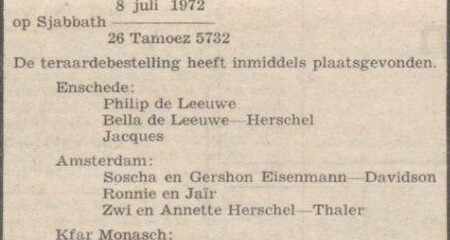 8 juli 1972
op Sjabbath
26 Tamoez 5732
De teraardebestelling heeft inmiddels plaatsgevonden.
Enschede:
Philip de Leeuwe
Bella de Leeuwe—Herschel
Jacques
Amsterdam:
Soscha en Gershon Eisenmann—Davidson
Ronnie en Jaïr
Zwi en Annette Herschel—Thaler
Kfar Monasch: